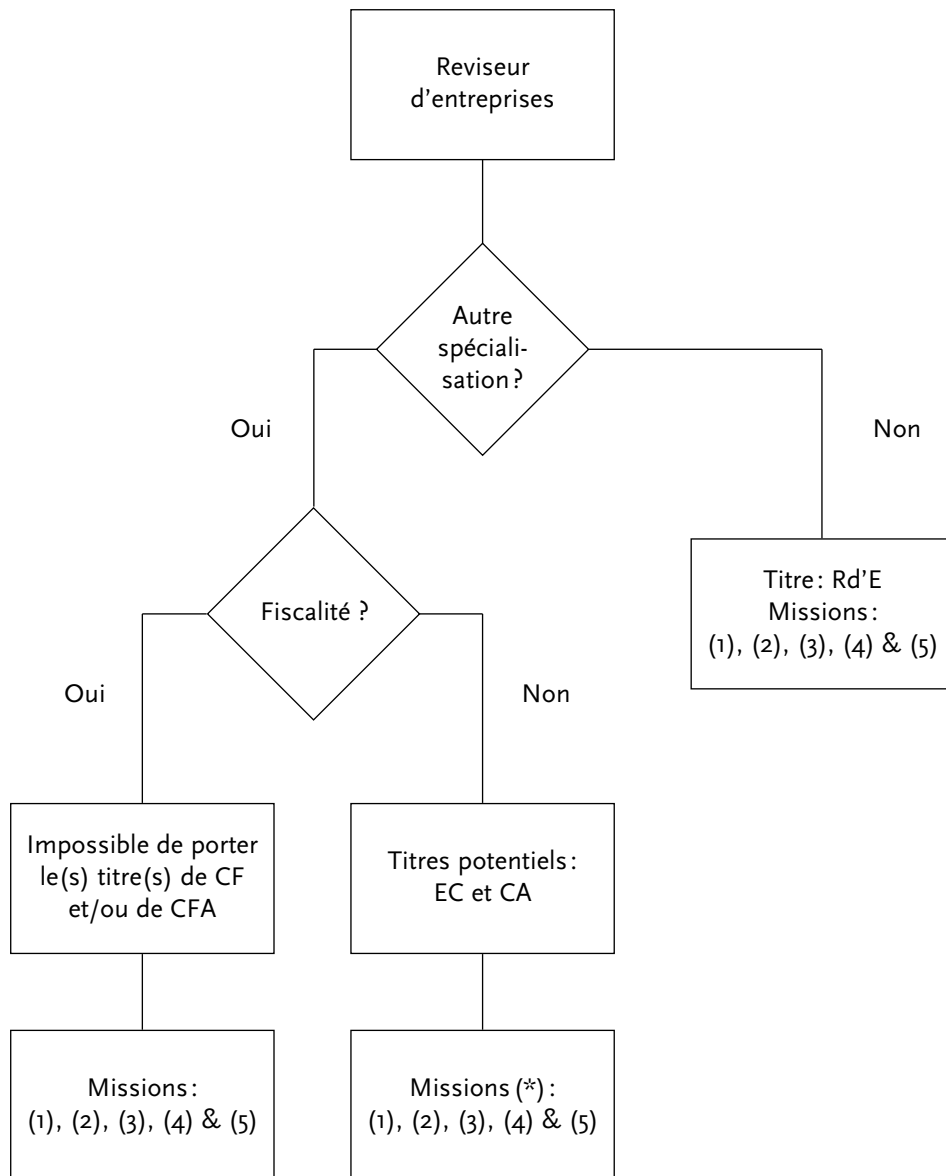 Reviseur
d’entreprises
Autre
spéciali-
sation ?
Oui
Non
Fiscalité ?
Titre : Rd’E
Missions :
(1), (2), (3), (4) & (5)
Oui
Non
Impossible de porter
le(s) titre(s) de CF
et/ou de CFA
Titres potentiels :
EC et CA
Missions :
(1), (2), (3), (4) & (5)
Missions (*) :
(1), (2), (3), (4) & (5)